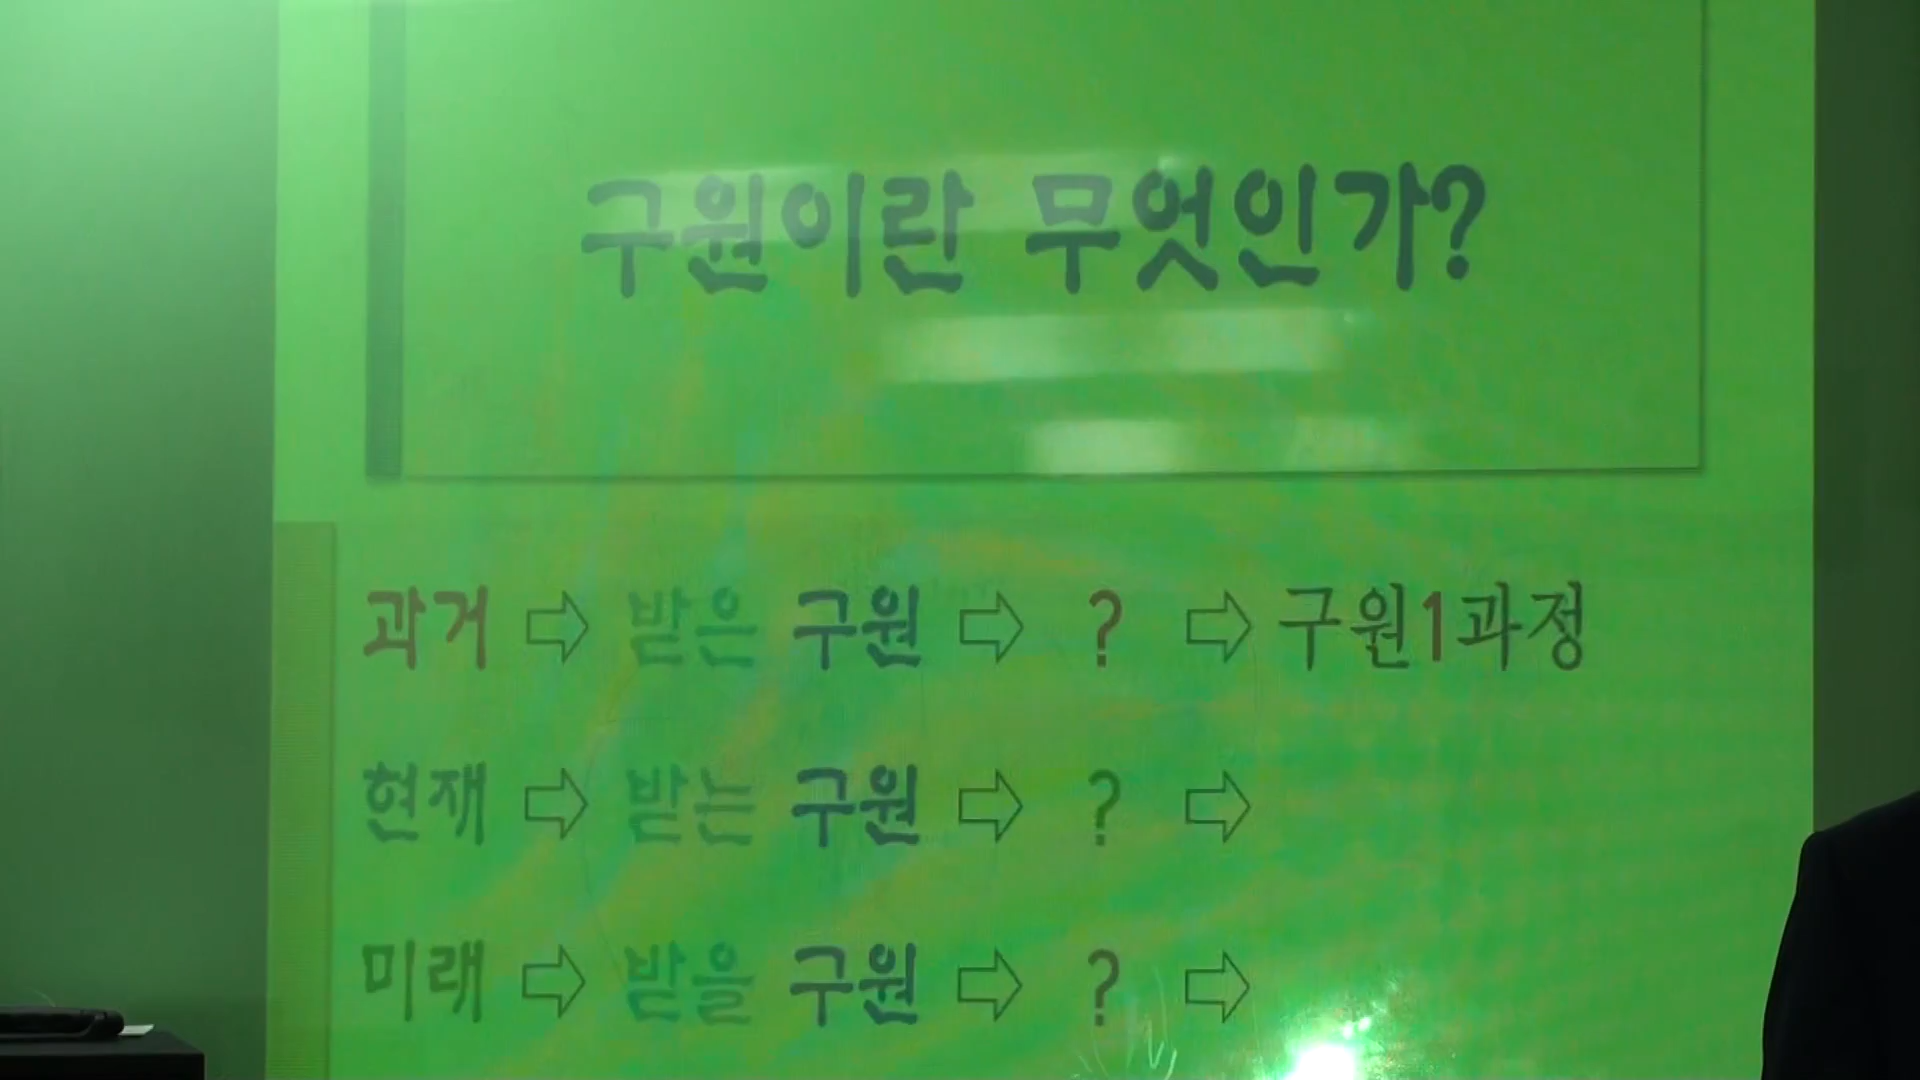 구원이란 무엇인가?
과거 ⇨ 받은 구원 ⇨ ? ⇨ 구원1과정
현재 ⇨ 받는 구원 ⇨ ? ⇨
미래 ⇨ 받을 구원 ⇨ ? ⇨